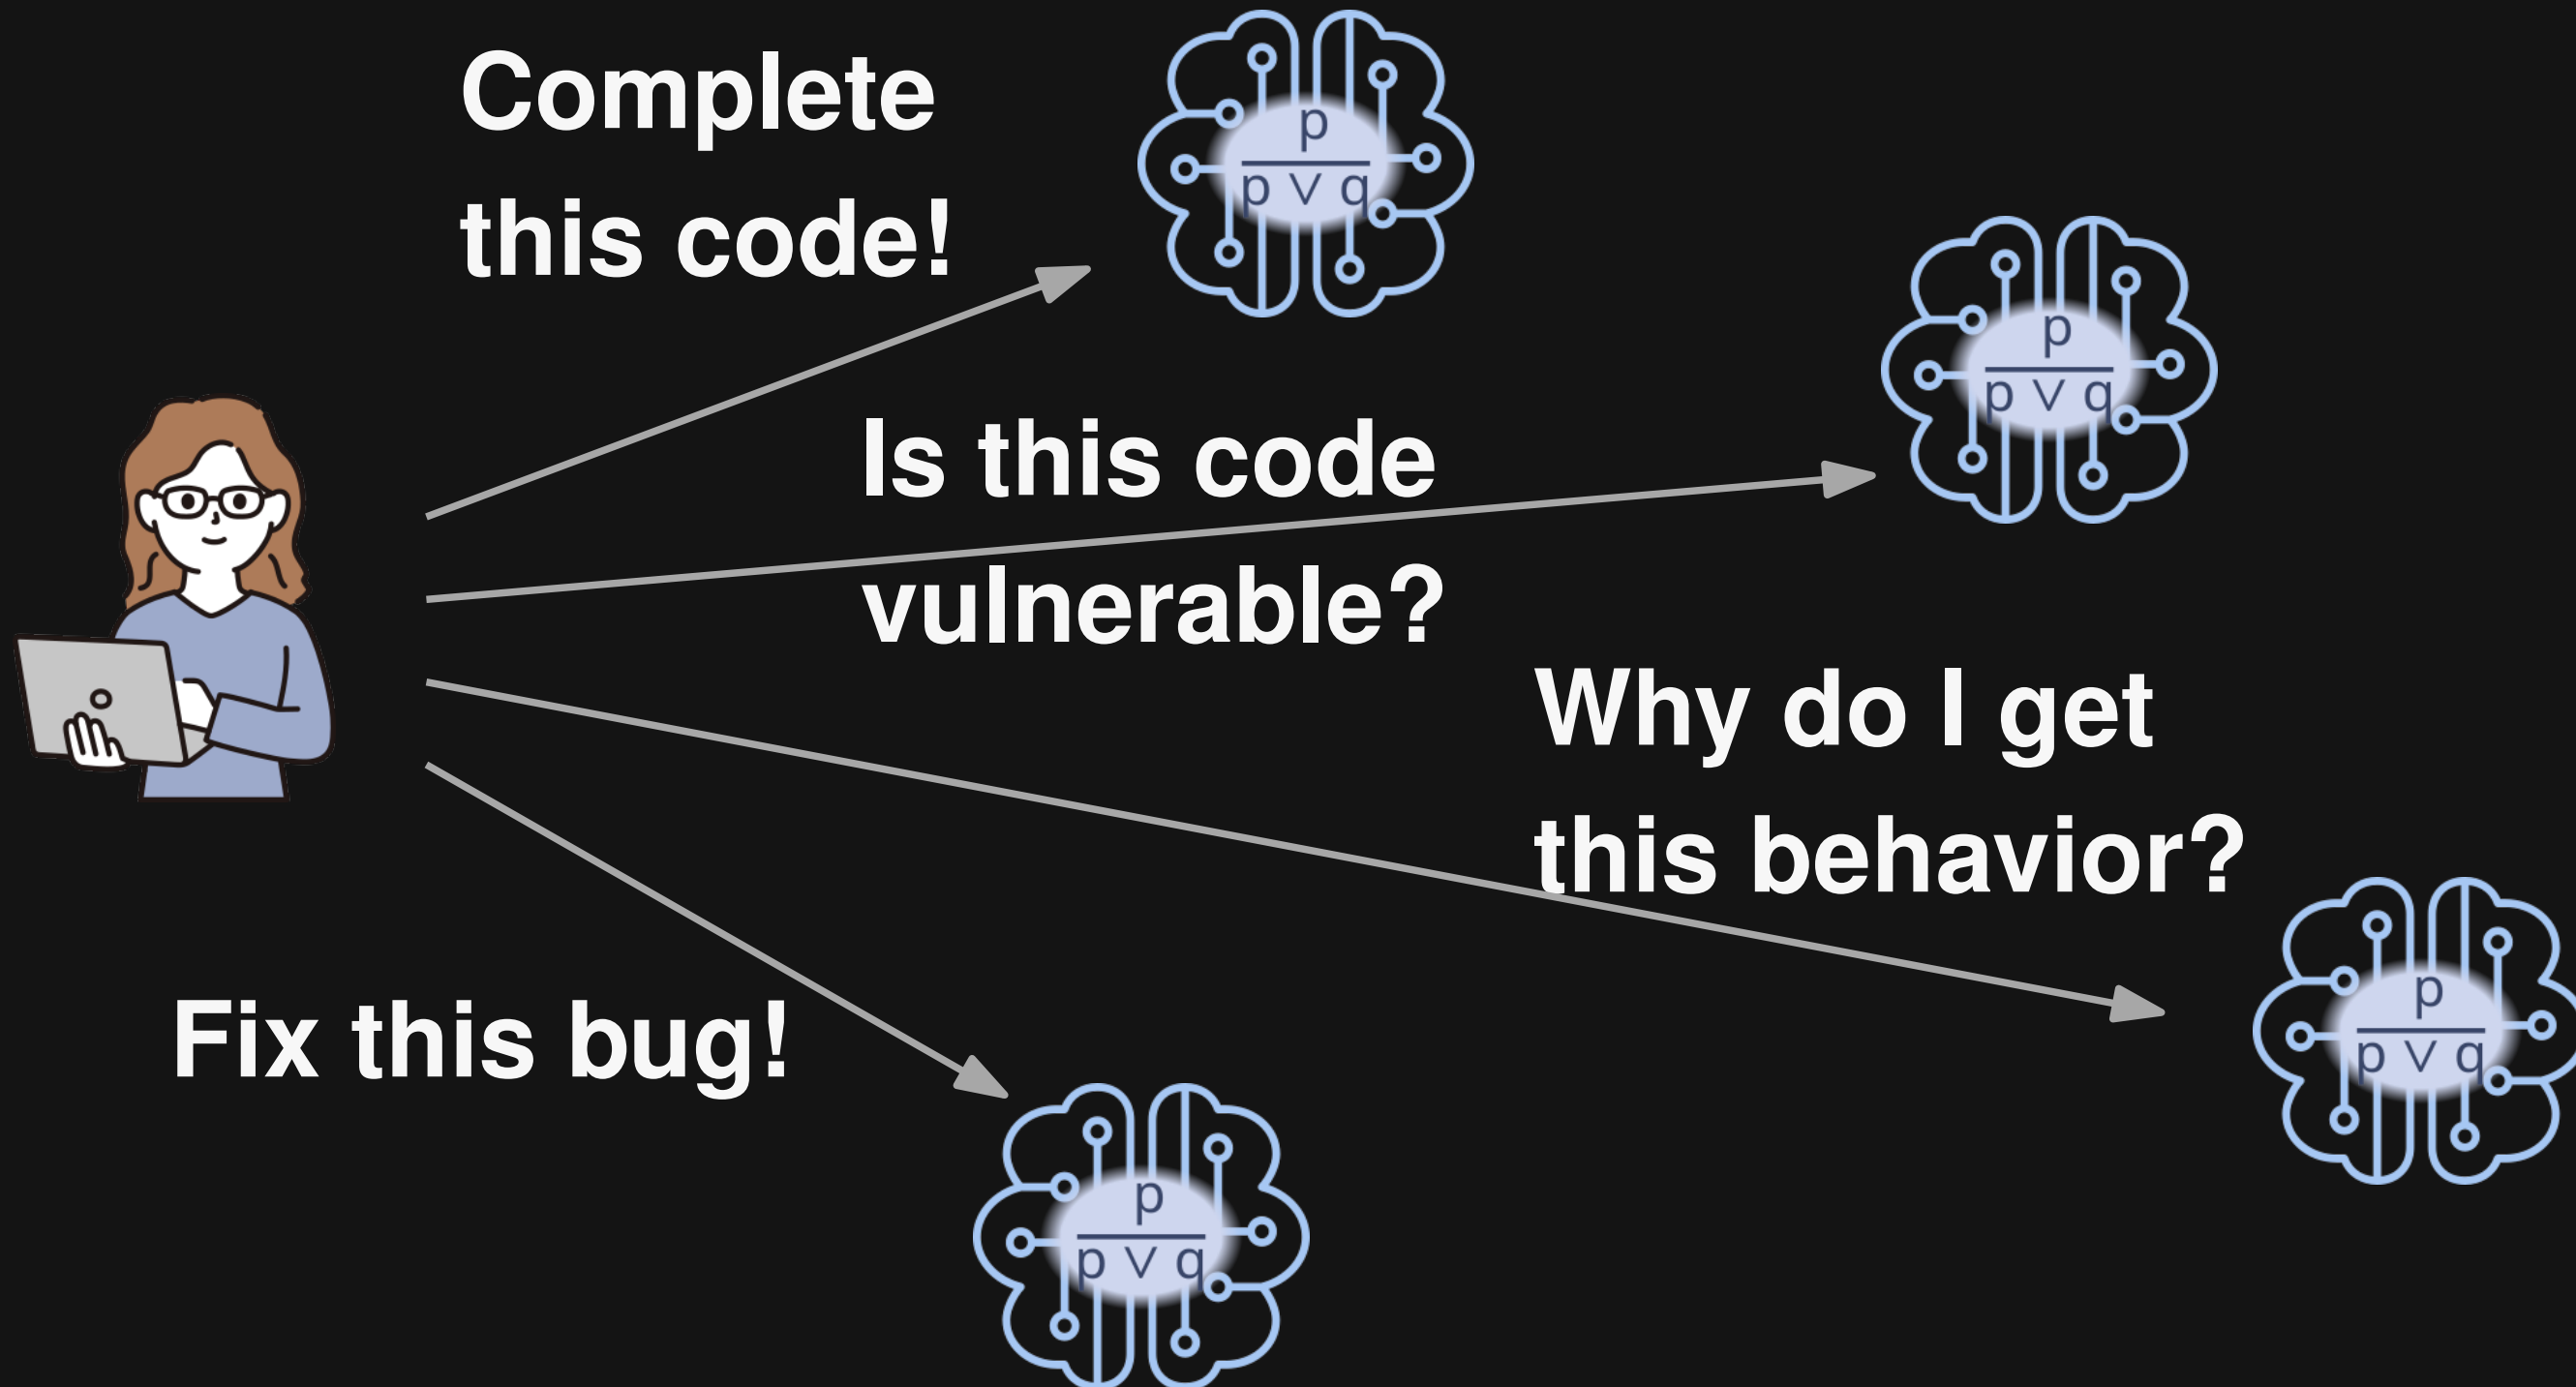 Complete
this code!
p
p ∨ q
p
p ∨ q
Is this code
vulnerable?
Why do I get
this behavior?
p
p ∨ q
Fix this bug!
p
p ∨ q